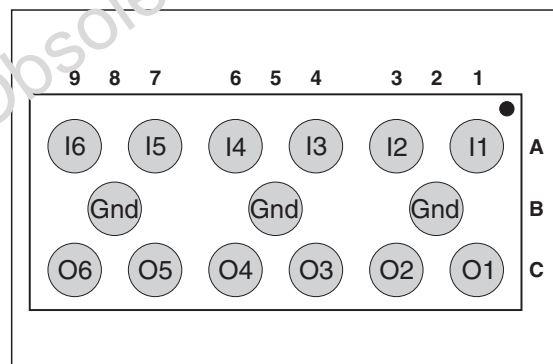 9 8 7 6 5 4 3 2 1
I6 I5 I4 I3 I2 I1 A
Gnd Gnd Gnd B
O6 O5 O4 O3 O2 O1 C